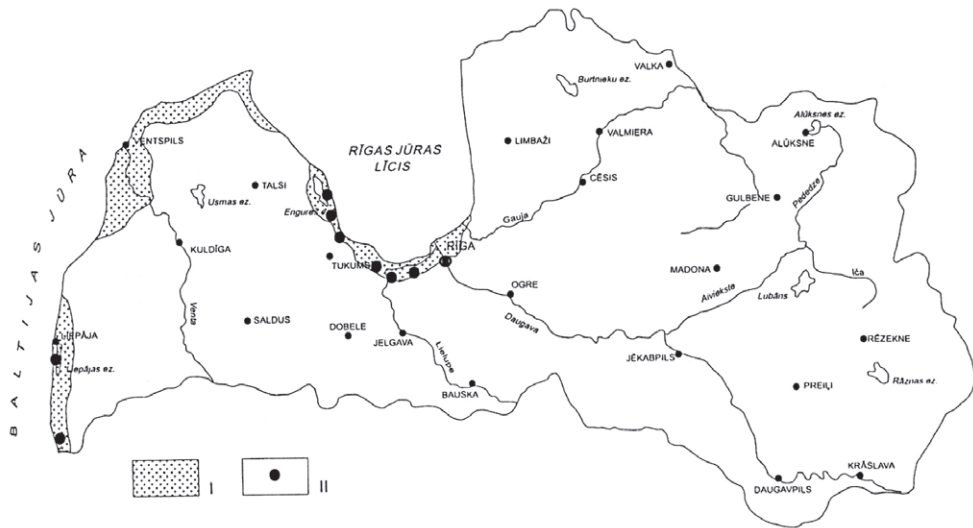 VALKA
Burtnieku ez.
Alūksnes ez.
VALMIERA
ALŪKSNE
LIMBAŽI
VENTSPILS
RĪGAS JŪRAS
LĪCIS
CĒSIS
TALSI
Pededze
Usmas ez.
GULBENE
Engures
Gauja
BALTIJAS JŪRA
KULDĪGA
RĪGA
TUKUMS
MADONA
Iča
Aiviekste
Lubāns
OGRE
Venta
Daugava
SALDUS
DOBELE
JELGAVA
LIEPĀJA
RĒZEKNE
Lielupe
JĒKABPILS
Liepājas ez.
Rāznas ez.
BAUSKA
PREIĻI
KRĀSLAVA
DAUGAVPILS
I
II